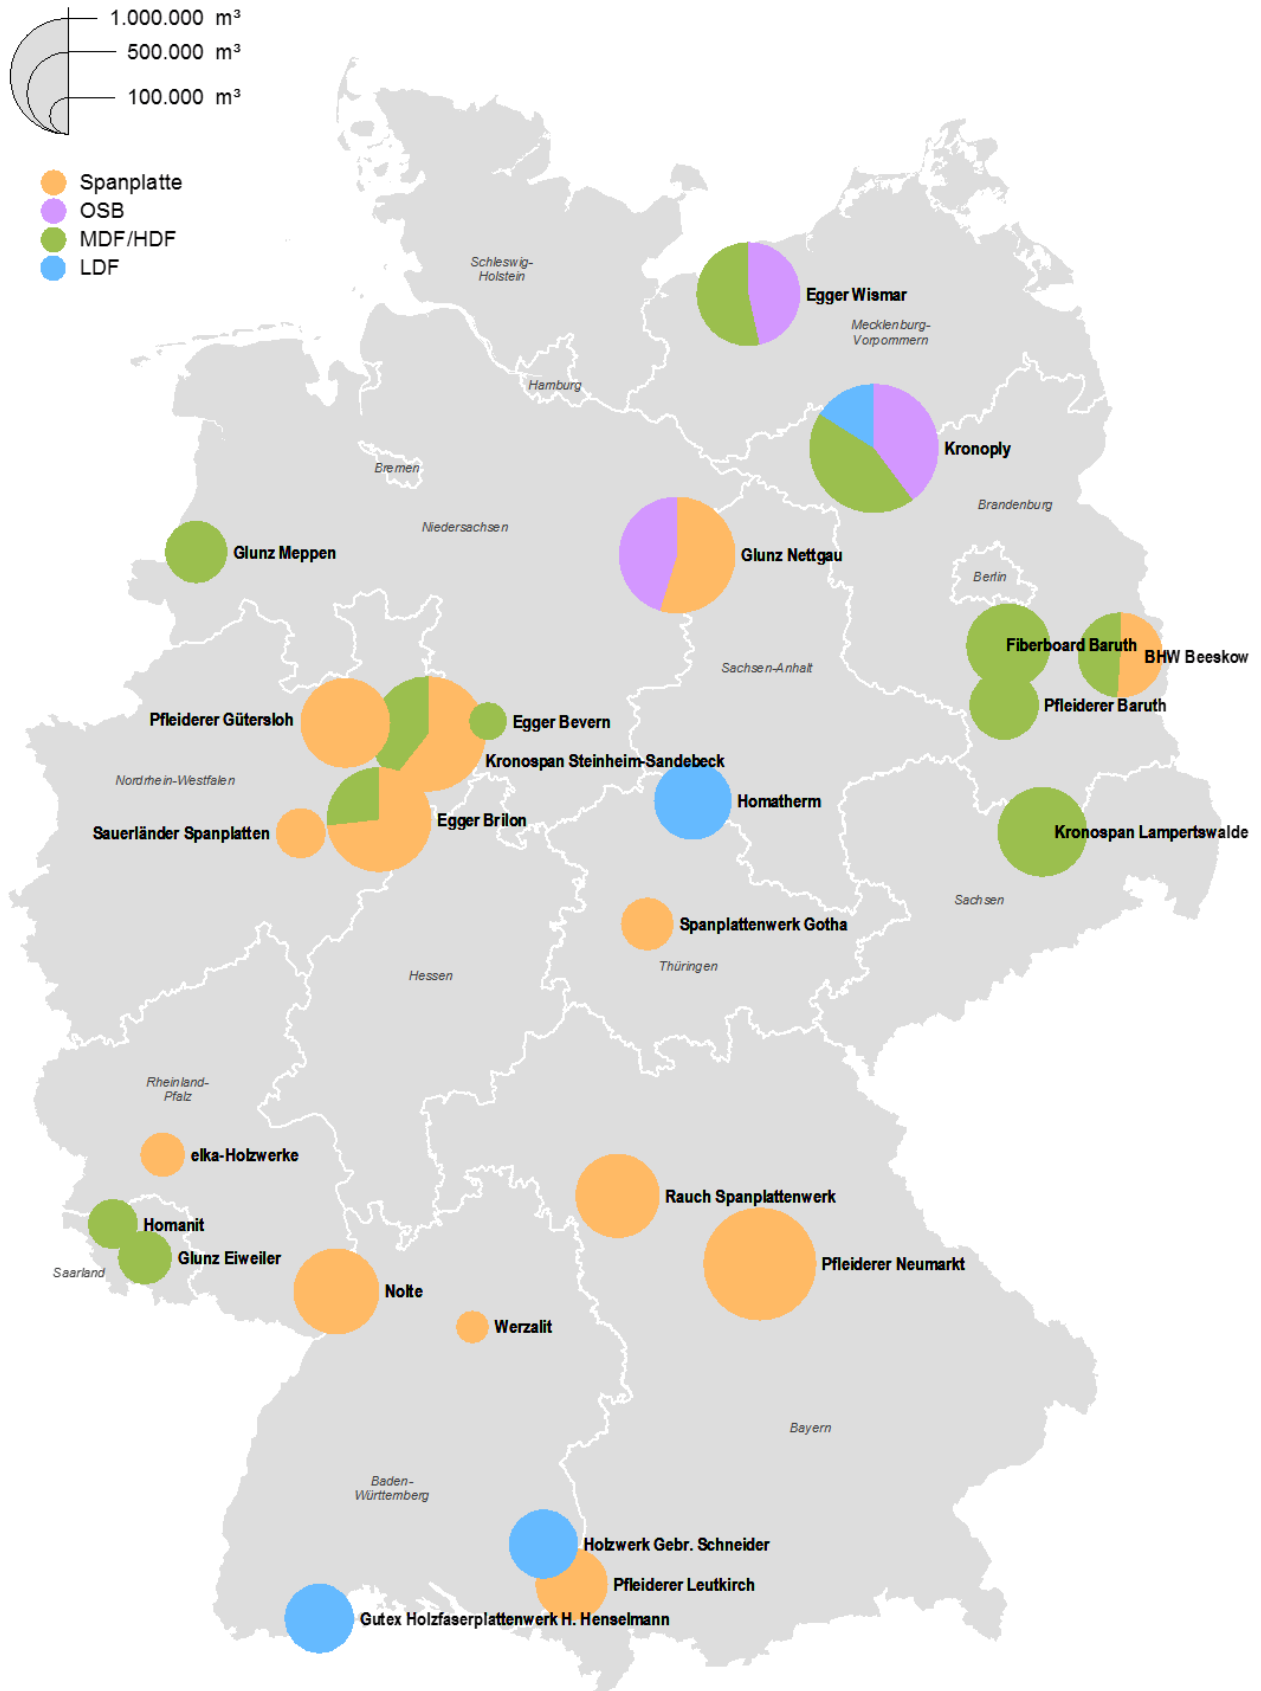 1.000.000 m³
500.000 m³
100.000 m³
Spanplatte
OSB
MDF/HDF
LDF
Schleswig-
Holstein
Egger Wismar
Mecklenburg-
Vorpommern
Hamburg
Kronoply
Bremen
Brandenburg
Niedersachsen
Glunz Meppen
Glunz Nettgau
Berlin
Fiberboard Baruth
BHW Beeskow
Sachsen-Anhalt
Pfleiderer Baruth
Pfleiderer Gütersloh
Egger Bevern
Kronospan Steinheim-Sandebeck
Nordrhein-Westfalen
Homatherm
Egger Brilon
Sauerländer Spanplatten
Kronospan Lampertswalde
Sachsen
Spanplattenwerk Gotha
Thüringen
Hessen
Rheinland-
Pfalz
elka-Holzwerke
Rauch Spanplattenwerk
Homanit
Glunz Eiweiler
Saarland
Pfleiderer Neumarkt
Nolte
Werzalit
Bayern
Baden-
Württemberg
Holzwerk Gebr. Schneider
Pfleiderer Leutkirch
Gutex Holzfaserplattenwerk H. Henselmann